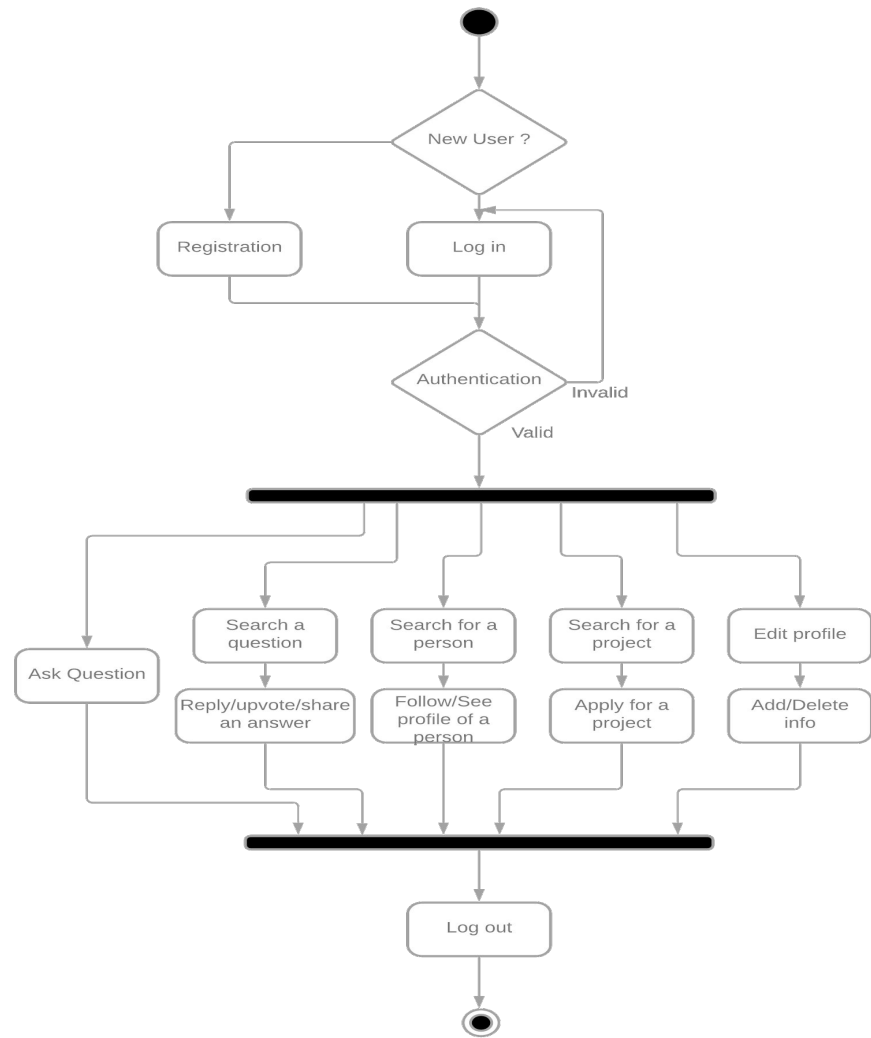 New User ?
Registration
Log in
Authentication
Invalid
Valid
Ask Question
Search a
question
Search for a
person
Search for a
project
Edit profile
Reply/upvote/share
an answer
Follow/See
profile of a
person
Apply for a
project
Add/Delete
info
Log out